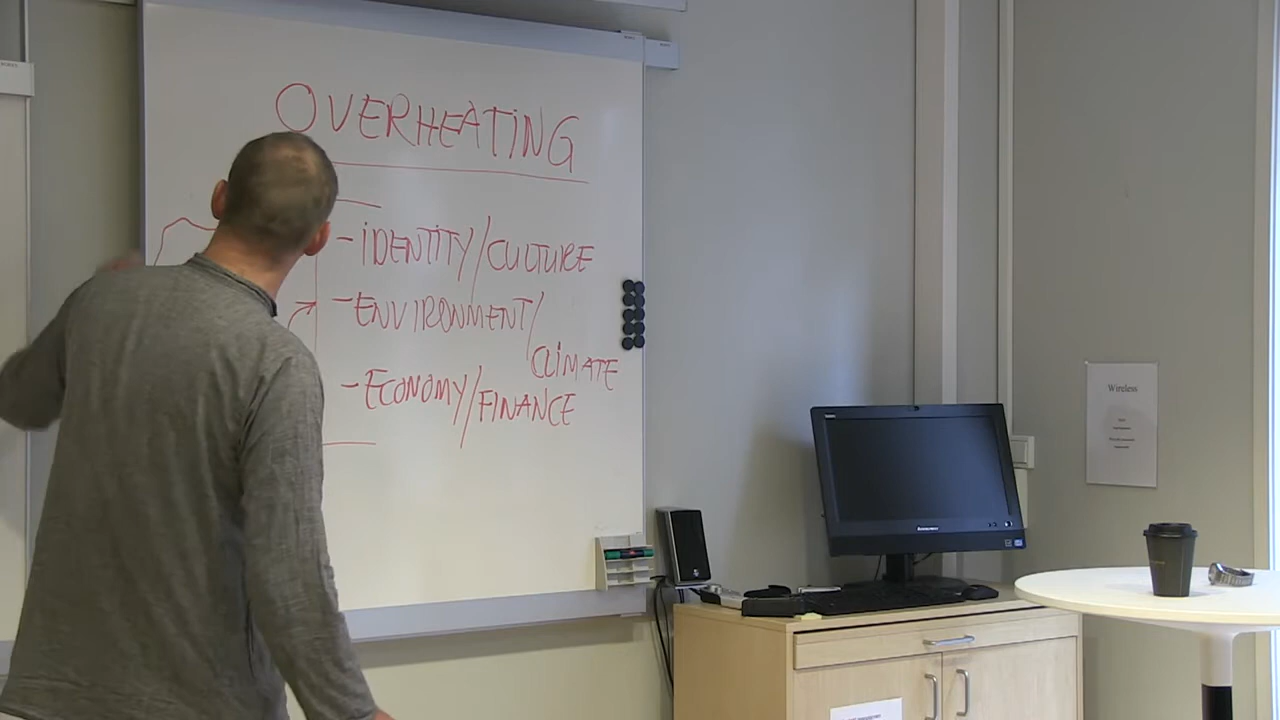 OVERHEATING
-IDENTITY/CULTURE
-ENVIRONMENT/
CLIMATE
-ECONOMY/FINANCE
Wireless